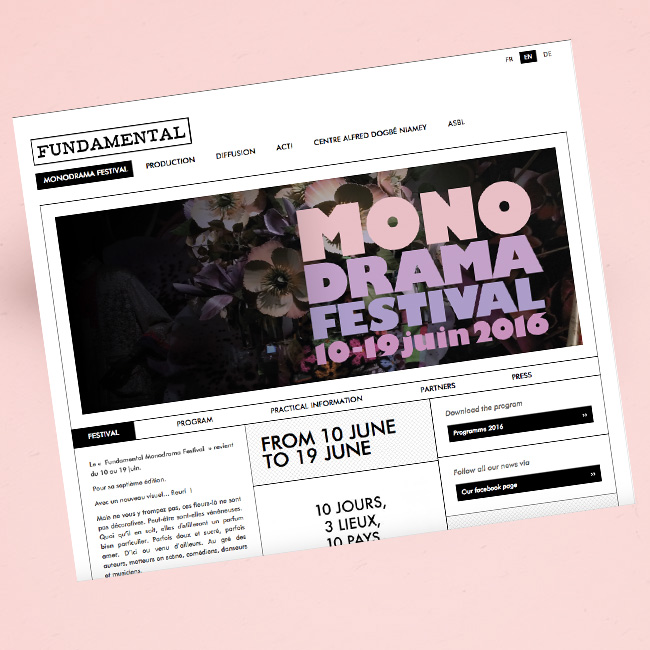 FR EN DE
FUNDAMENTAL
MONODRAMA FESTIVAL PRODUCTION DIFFUSION ACT! CENTRE ALFRED DOGBÉ NIAMEY ASBL
MONO
DRAMA
FESTIVAL
10-19 juin 2016
FESTIVAL PROGRAM PRACTICAL INFORMATION PARTNERS PRESS
Le « Fundamental Monodrama Festival » revient
du 10 au 19 juin.
Pour sa septième édition.
Avec un nouveau visuel... fleuri !
Mais ne vous y trompez pas, ces fleurs-là ne sont
pas décoratives. Peut-être sont-elles vénéneuses.
Quoi qu'il en soit, elles distillent un parfum
bien particulier. Parfois doux et sucré, parfois
amer. D'ici ou venu d'ailleurs. Au gré des
auteurs, metteurs en scène, comédiens, danseurs
et musiciens.
FROM 10 JUNE
TO 19 JUNE
10 JOURS,
3 LIEUX,
10 PAYS
Download the program
Programme 2016 >>
Follow all our news via
Our facebook page >>